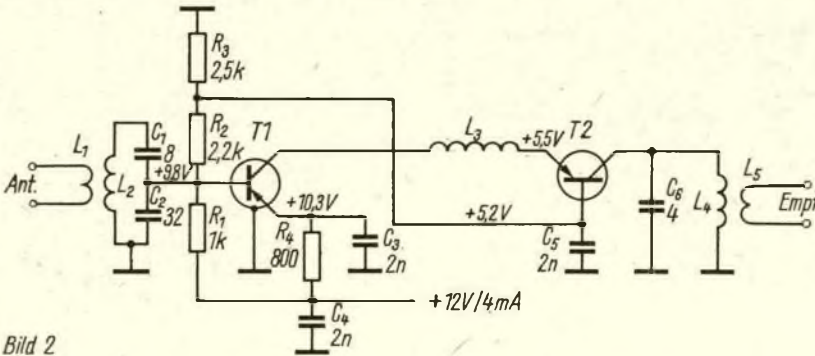 R3
2,5k
R2
2,2k
T1
L1
Ant.
L2
C1
8
+9,8V
C2
32
R1
1k
+10,3V
R4
800
C3
2n
C4
2n
+12V/4mA
L3
+5,5V
T2
+5,2V
C5
2n
C6
4
L4
L5
Empf
Bild 2